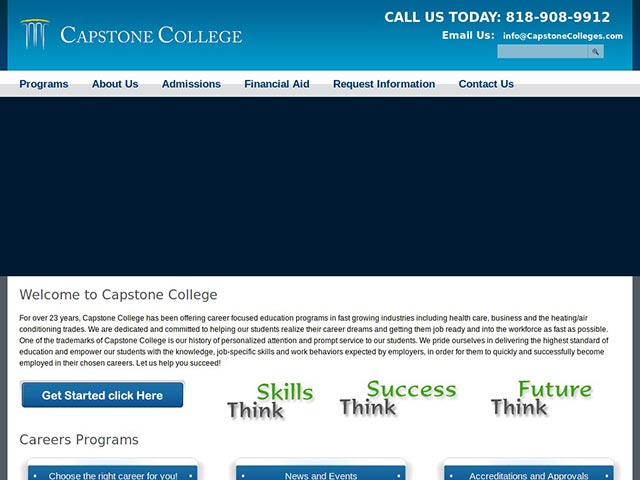 CALL US TODAY: 818-908-9912
CAPSTONE COLLEGE
Email Us: info@CapstoneColleges.com
Programs About Us Admissions Financial Aid Request Information Contact Us
Welcome to Capstone College
For over 23 years, Capstone College has been offering career focused education programs in fast growing industries including health care, business and the heating/air
conditioning trades. We are dedicated and committed to helping our students realize their career dreams and getting them job ready and into the workforce as fast as possible.
One of the trademarks of Capstone College is our history of personalized attention and prompt service to our students. We pride ourselves in delivering the highest standard of
education and empower our students with the knowledge, job-specific skills and work behaviors expected by employers, in order for them to quickly and successfully become
employed in their chosen careers. Let us help you succeed!
Get Started click Here
Think Skills
Think Success
Think Future
Careers Programs
Choose the right career for you!
News and Events
Accreditations and Approvals